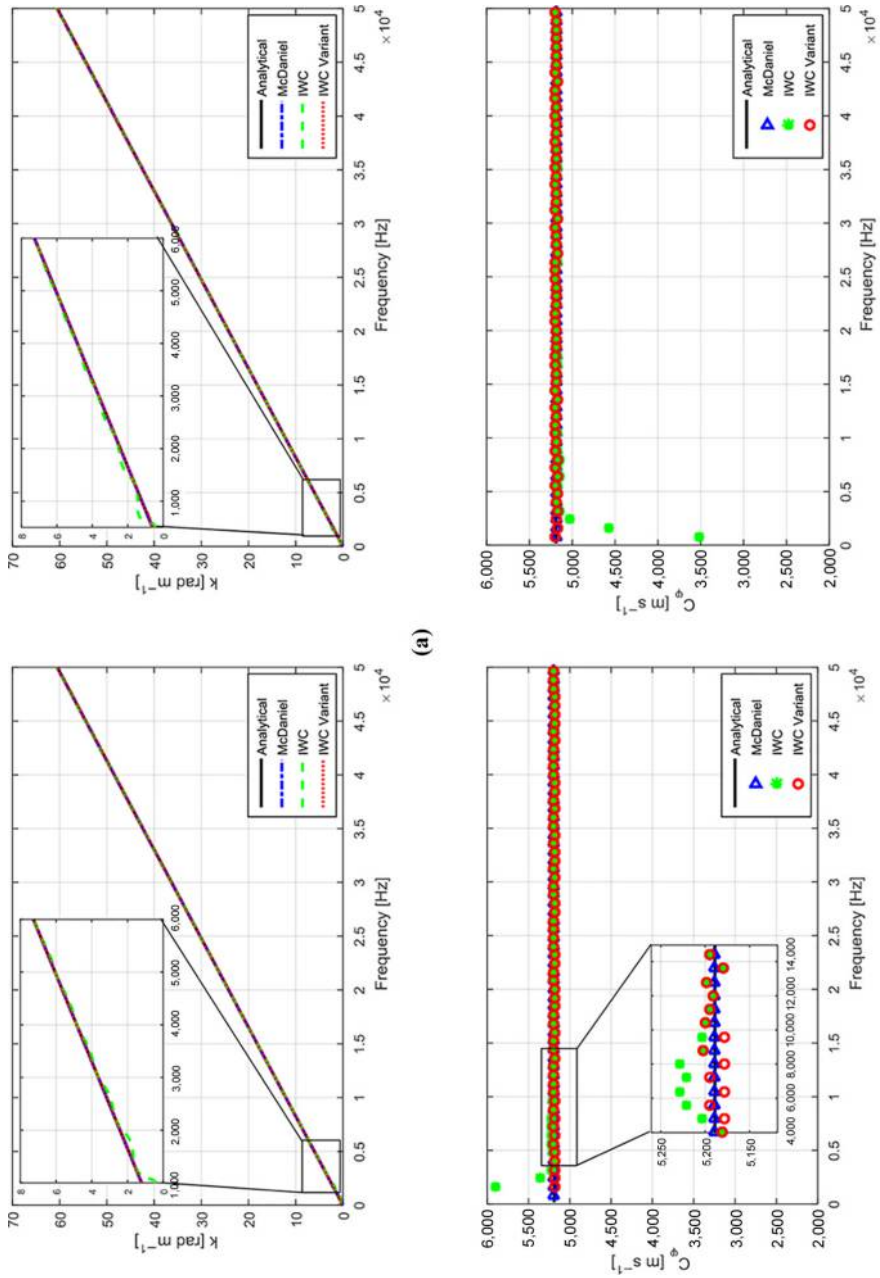 70
60
50
40
30
20
10
0
k [rad m⁻¹]
8
6
4
2
0
1,000 2,000 3,000 4,000 5,000 6,000
Analytical
McDaniel
IWC
IWC Variant
0 0.5 1 1.5 2 2.5 3 3.5 4 4.5 5
×10⁴
Frequency [Hz]
70
60
50
40
30
20
10
0
k [rad m⁻¹]
8
6
4
2
0
1,000 2,000 3,000 4,000 5,000 6,000
Analytical
McDaniel
IWC
IWC Variant
0 0.5 1 1.5 2 2.5 3 3.5 4 4.5 5
×10⁴
Frequency [Hz]
(a)
6,000
5,500
5,000
4,500
4,000
3,500
3,000
2,500
2,000
C_φ [m s⁻¹]
5,250
5,200
5,150
4,000 6,000 8,000 10,000 12,000 14,000
Analytical
McDaniel
IWC
IWC Variant
0 0.5 1 1.5 2 2.5 3 3.5 4 4.5 5
×10⁴
Frequency [Hz]
6,000
5,500
5,000
4,500
4,000
3,500
3,000
2,500
2,000
C_φ [m s⁻¹]
Analytical
McDaniel
IWC
IWC Variant
0 0.5 1 1.5 2 2.5 3 3.5 4 4.5 5
×10⁴
Frequency [Hz]